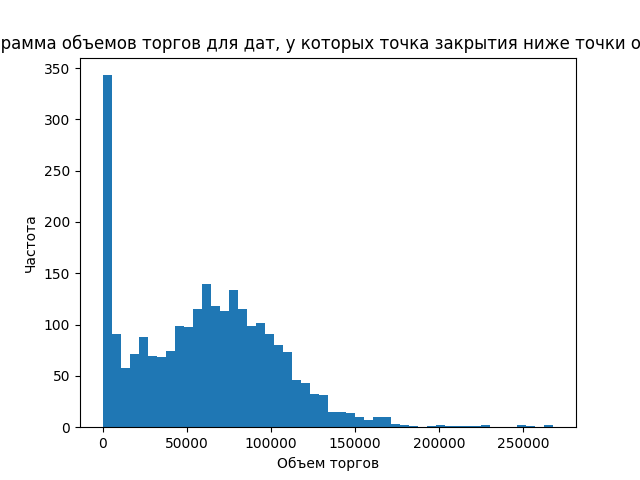 рамма объемов торгов для дат, у которых точка закрытия ниже точки о
350
300
250
200
150
100
50
0
Частота
0 50000 100000 150000 200000 250000
Объем торгов